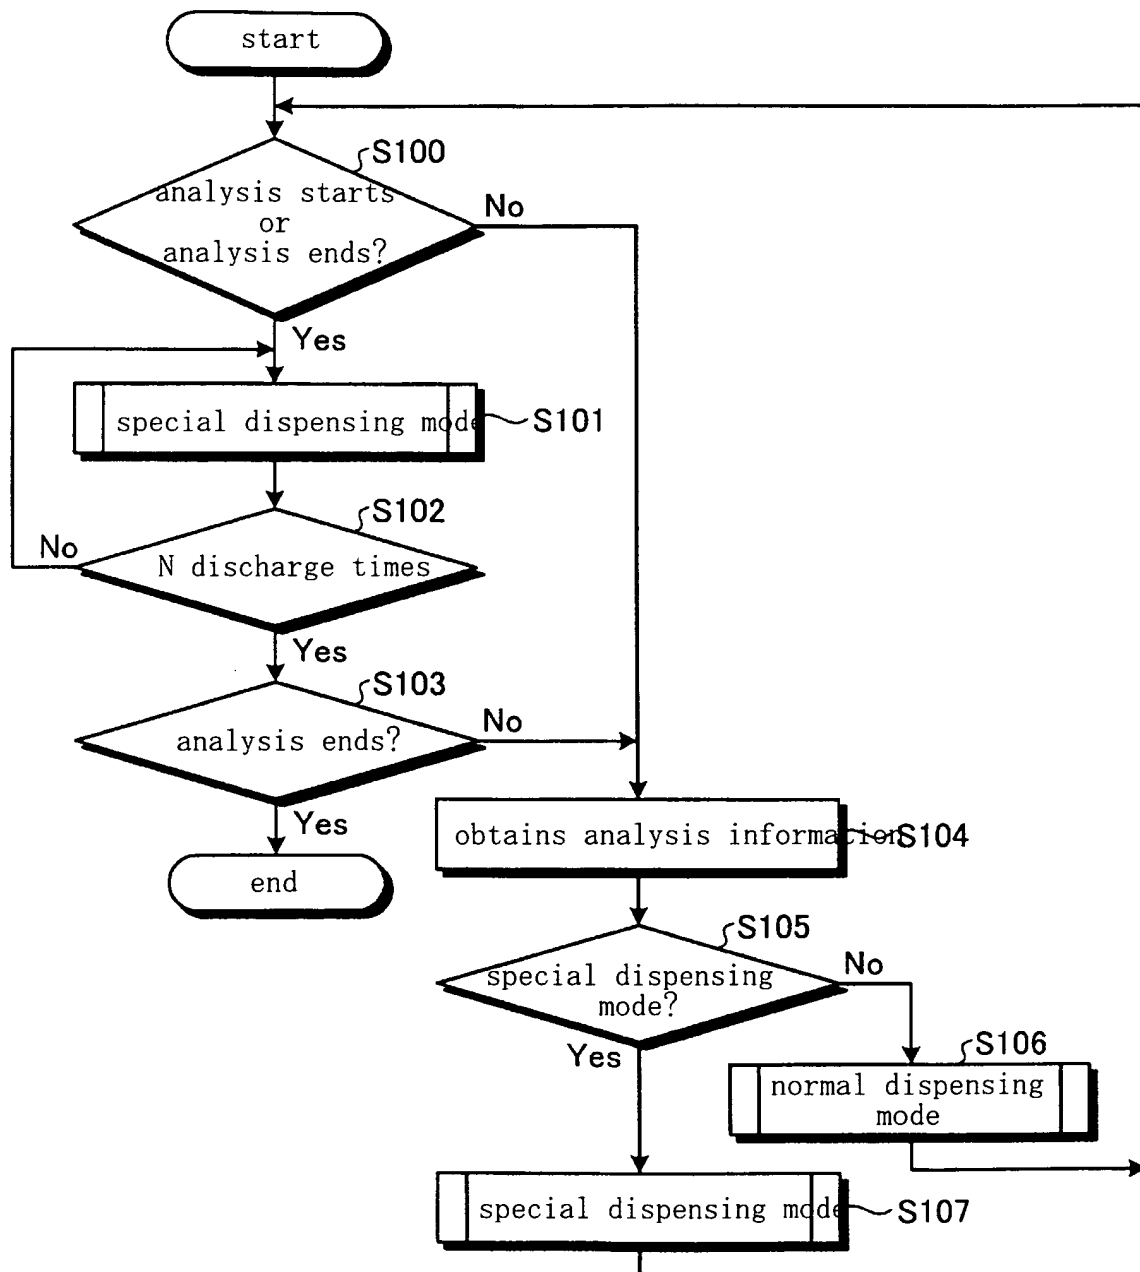 start
S100
analysis starts
or
analysis ends?
No
Yes
special dispensing mode
S101
S102
No
N discharge times
Yes
S103
analysis ends?
No
Yes
end
obtains analysis information
S104
S105
special dispensing
mode?
No
Yes
S106
normal dispensing
mode
special dispensing mode
S107